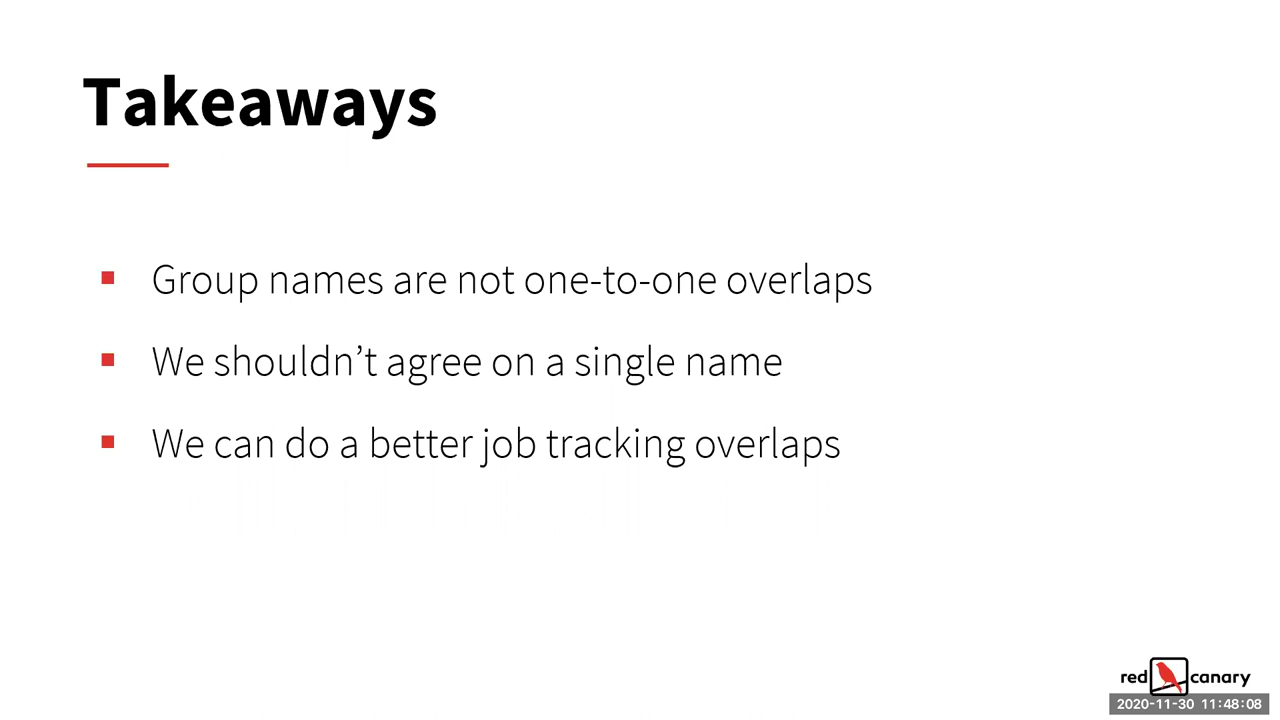 Takeaways
Group names are not one-to-one overlaps
We shouldn’t agree on a single name
We can do a better job tracking overlaps
red canary
2020-11-30 11:48:08